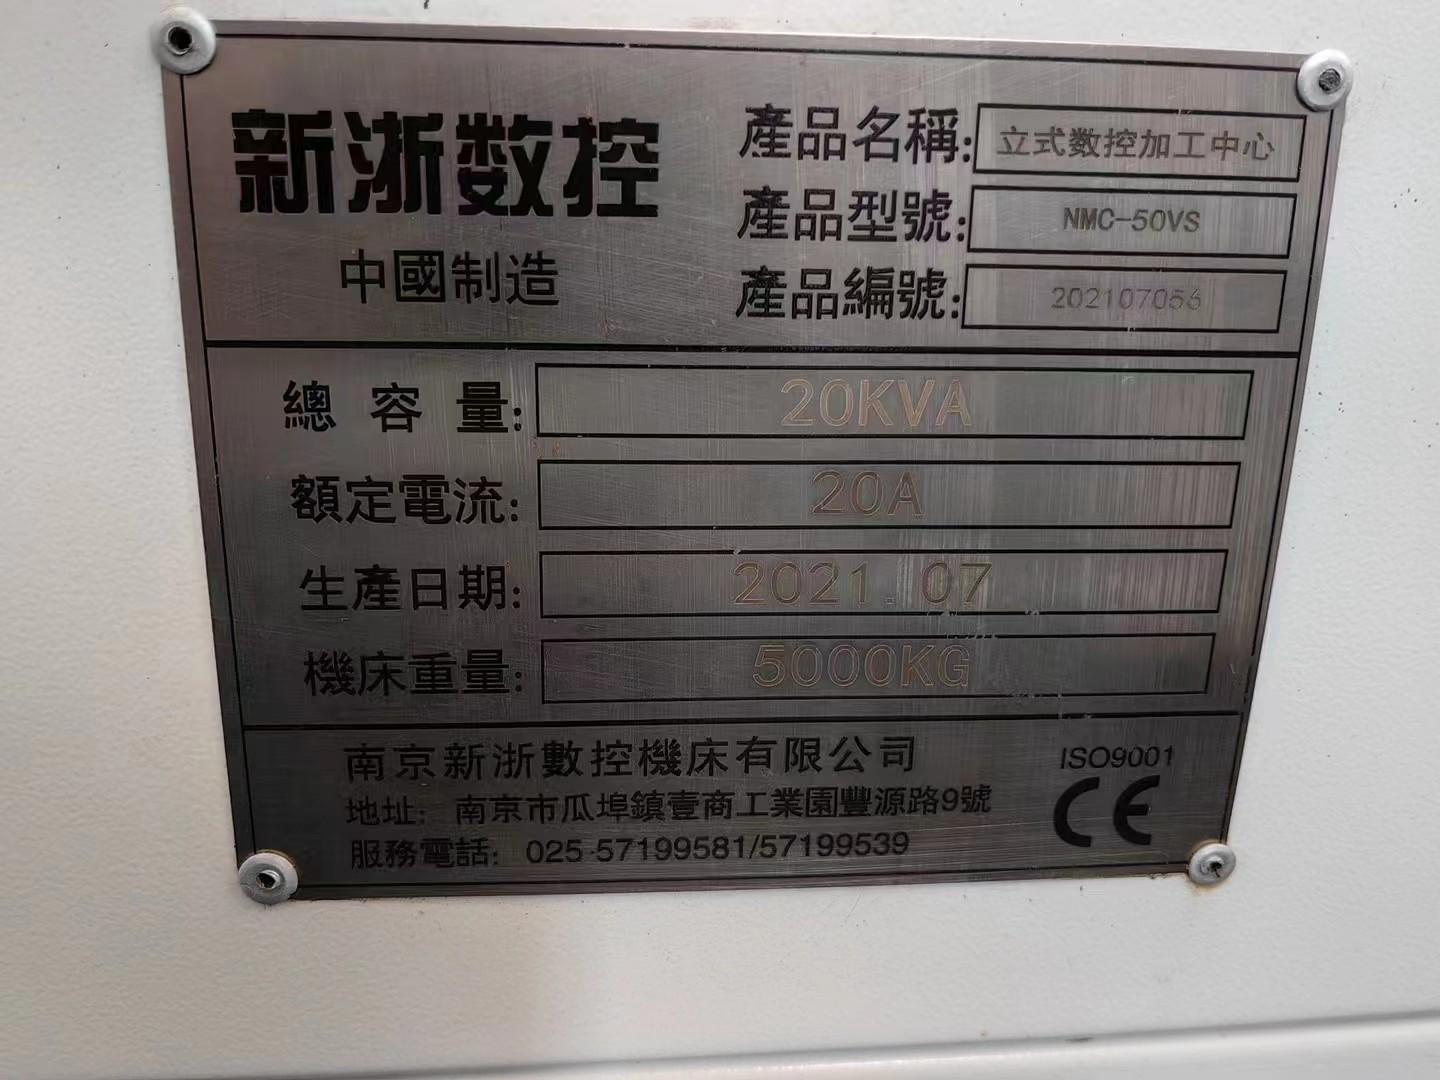 新浙数控
中國制造
產品名稱: 立式数控加工中心
產品型號: NMC-50VS
產品編號: 202107056
總容量: 20KVA
額定電流: 20A
生產日期: 2021.07
機床重量: 5000KG
南京新浙數控機床有限公司
地址: 南京市瓜埠鎮壹商工業園豐源路9號
服務電話: 025-57199581/57199539
ISO9001
CE